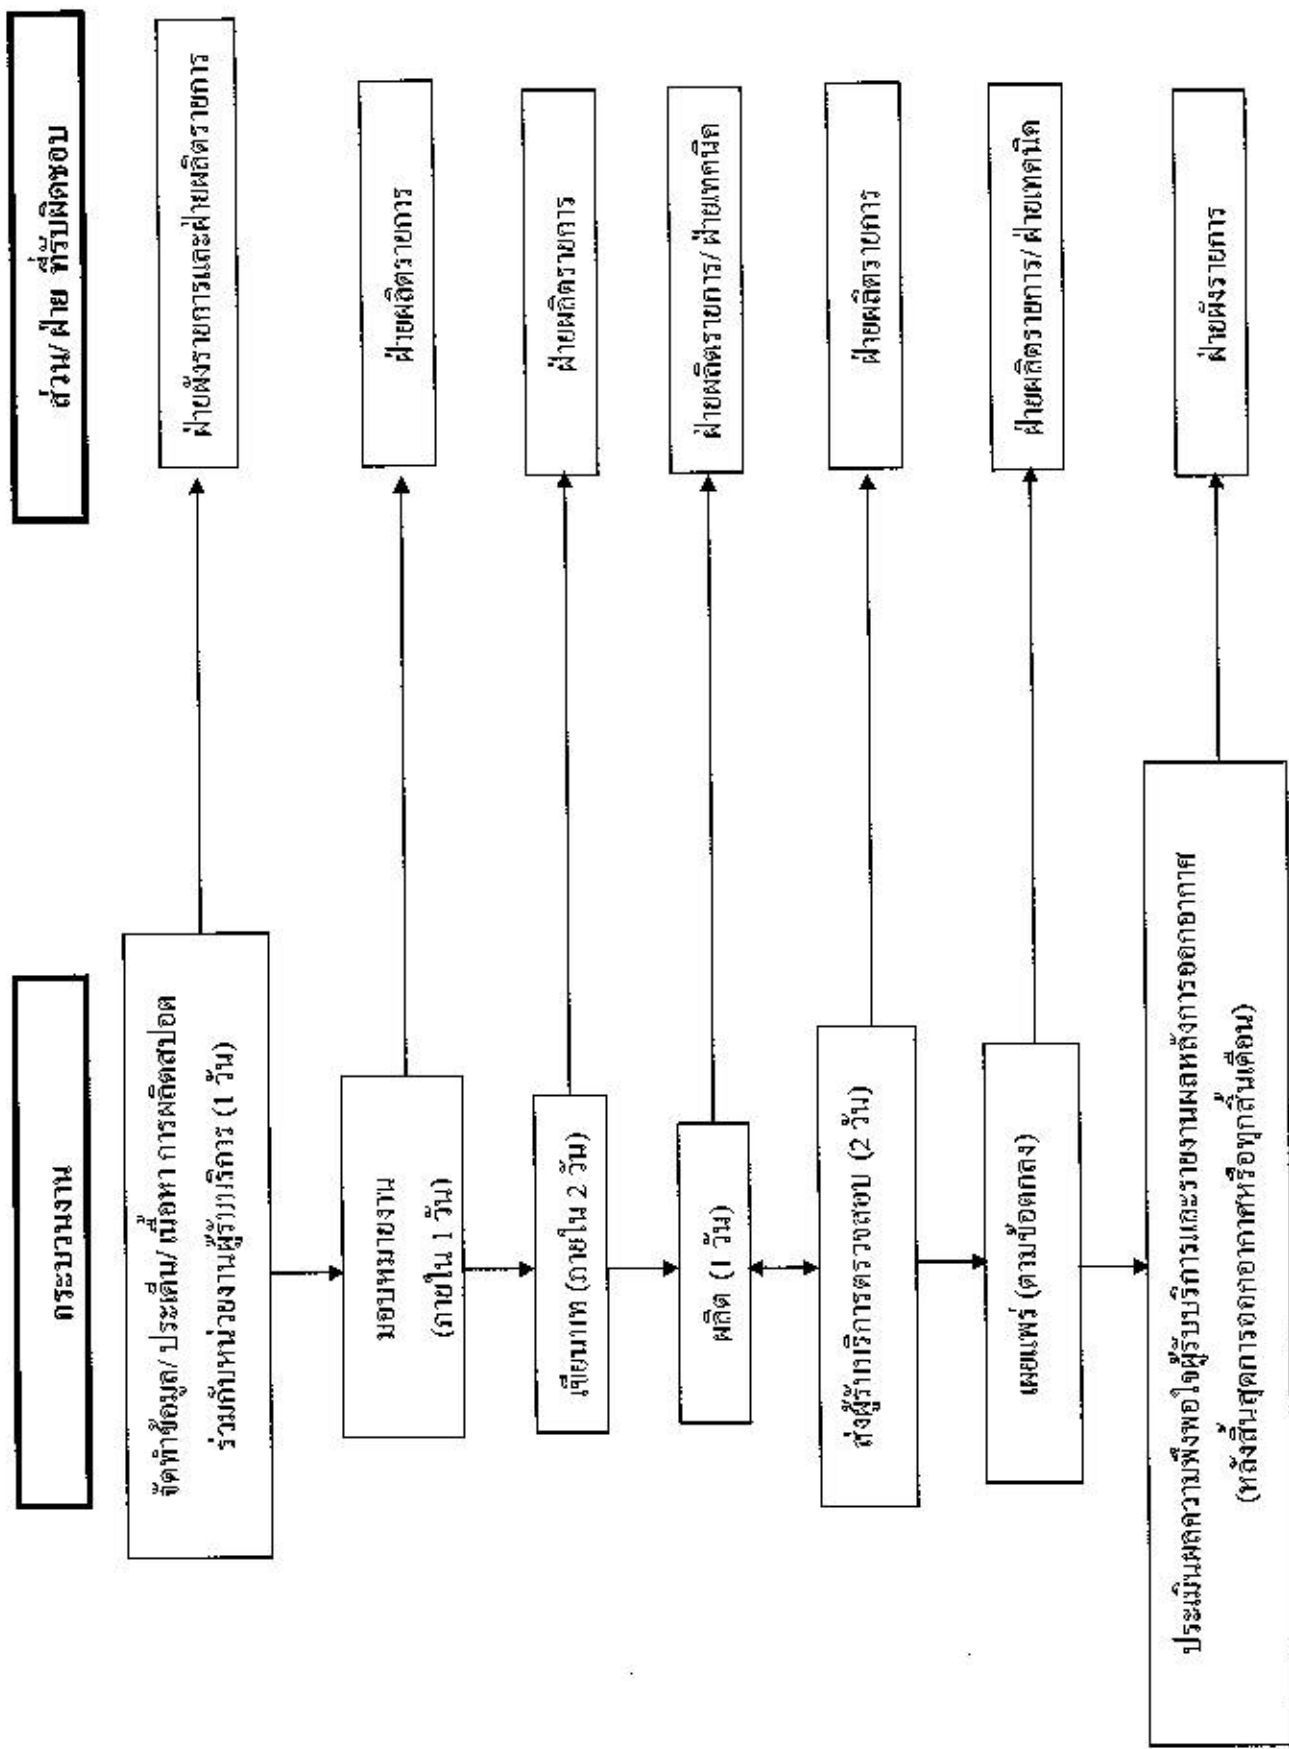 กระบวนงาน
ส่วน/ฝ่าย ที่รับผิดชอบ
จัดทำข้อมูล/ ประเด็น/ เนื้อหา การผลิตสปอต
ร่วมกับหน่วยงานผู้รับบริการ (1 วัน)
ฝ่ายผังรายการและฝ่ายผลิตรายการ
มอบหมายงาน
(ภายใน 1 วัน)
ฝ่ายผลิตรายการ
เขียนบท (ภายใน 2 วัน)
ฝ่ายผลิตรายการ
ผลิต (1 วัน)
ฝ่ายผลิตรายการ/ ฝ่ายเทคนิค
ส่งผู้รับบริการตรวจสอบ (2 วัน)
ฝ่ายผลิตรายการ
เผยแพร่ (ตามข้อตกลง)
ฝ่ายผลิตรายการ/ ฝ่ายเทคนิค
ประเมินผลความพึงพอใจผู้รับบริการและรายงานผลหลังการออกอากาศ
(หลังสิ้นสุดการออกอากาศหรือทุกสิ้นเดือน)
ฝ่ายผังรายการ